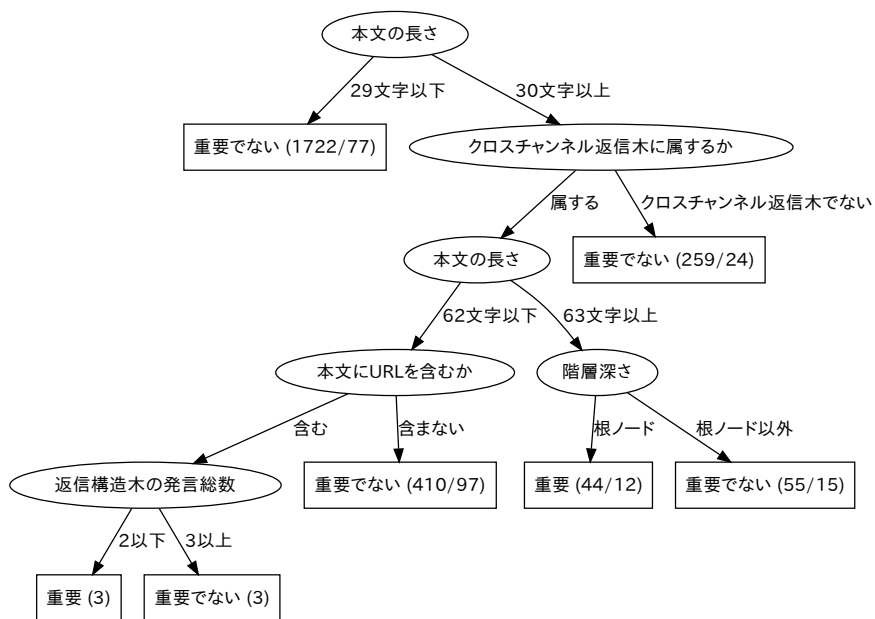 本文の長さ
29文字以下
30文字以上
重要でない (1722/77)
クロスチャンネル返信木に属するか
属する
クロスチャンネル返信木でない
本文の長さ
重要でない (259/24)
62文字以下
63文字以上
本文にURLを含むか
階層深さ
含む
含まない
根ノード
根ノード以外
返信構造木の発言総数
重要でない (410/97)
重要 (44/12)
重要でない (55/15)
2以下
3以上
重要 (3)
重要でない (3)